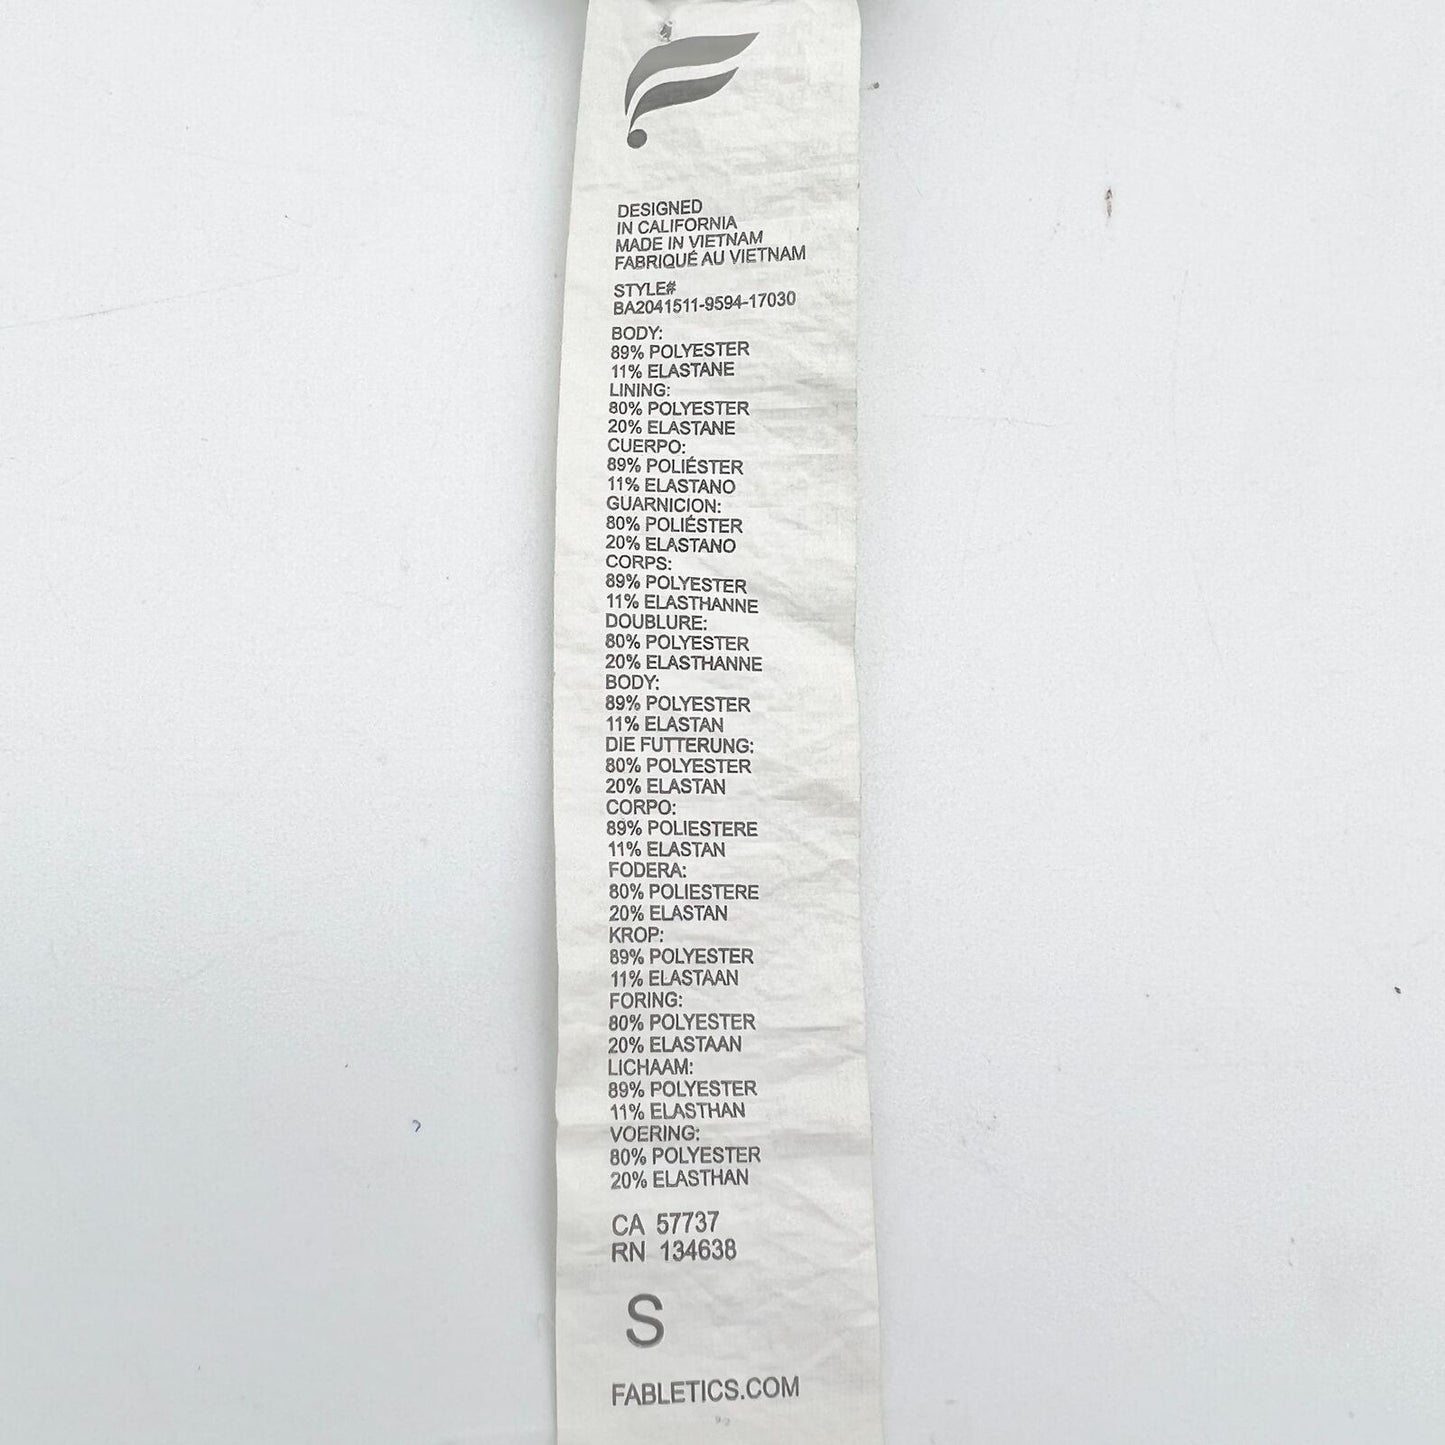 DESIGNED
IN CALIFORNIA
MADE IN VIETNAM
FABRIQUÉ AU VIETNAM
STYLE#
BA2041511-9594-17030
BODY:
89% POLYESTER
11% ELASTANE
LINING:
80% POLYESTER
20% ELASTANE
CUERPO:
89% POLIÉSTER
11% ELASTANO
GUARNICION:
80% POLIÉSTER
20% ELASTANO
CORPS:
89% POLYESTER
11% ELASTHANNE
DOUBLURE:
80% POLYESTER
20% ELASTHANNE
BODY:
89% POLYESTER
11% ELASTAN
DIE FUTTERUNG:
80% POLYESTER
20% ELASTAN
CORPO:
89% POLIESTERE
11% ELASTAN
FODERA:
80% POLIESTERE
20% ELASTAN
KROP:
89% POLYESTER
11% ELASTAAN
FORING:
80% POLYESTER
20% ELASTAAN
LICHAAM:
89% POLYESTER
11% ELASTHAN
VOERING:
80% POLYESTER
20% ELASTHAN
CA 57737
RN 134638
S
FABLETICS.COM